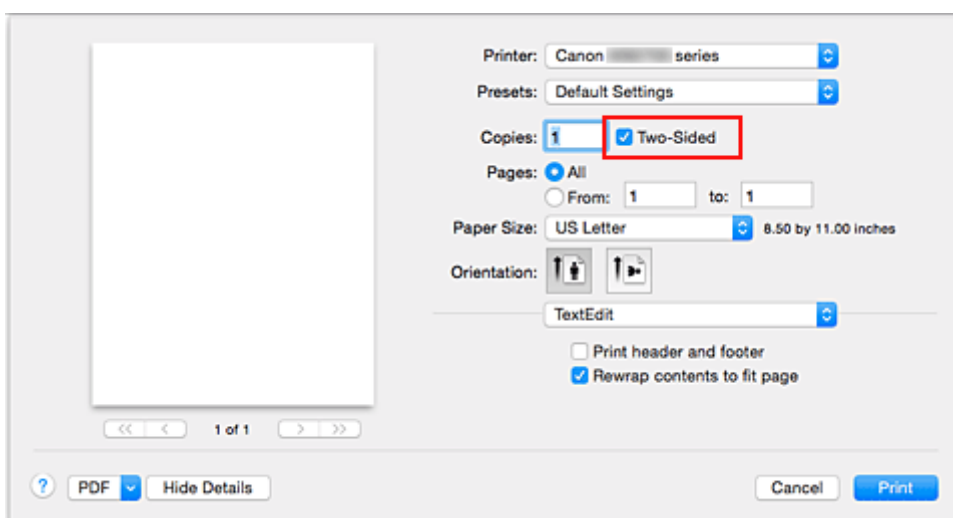 Printer: Canon series
Presets: Default Settings
Copies: 1 Two-Sided
Pages: All
From: 1 to: 1
Paper Size: US Letter 8.50 by 11.00 inches
Orientation:
TextEdit
Print header and footer
Rewrap contents to fit page
<< < 1 of 1 > >>
? PDF Hide Details Cancel Print